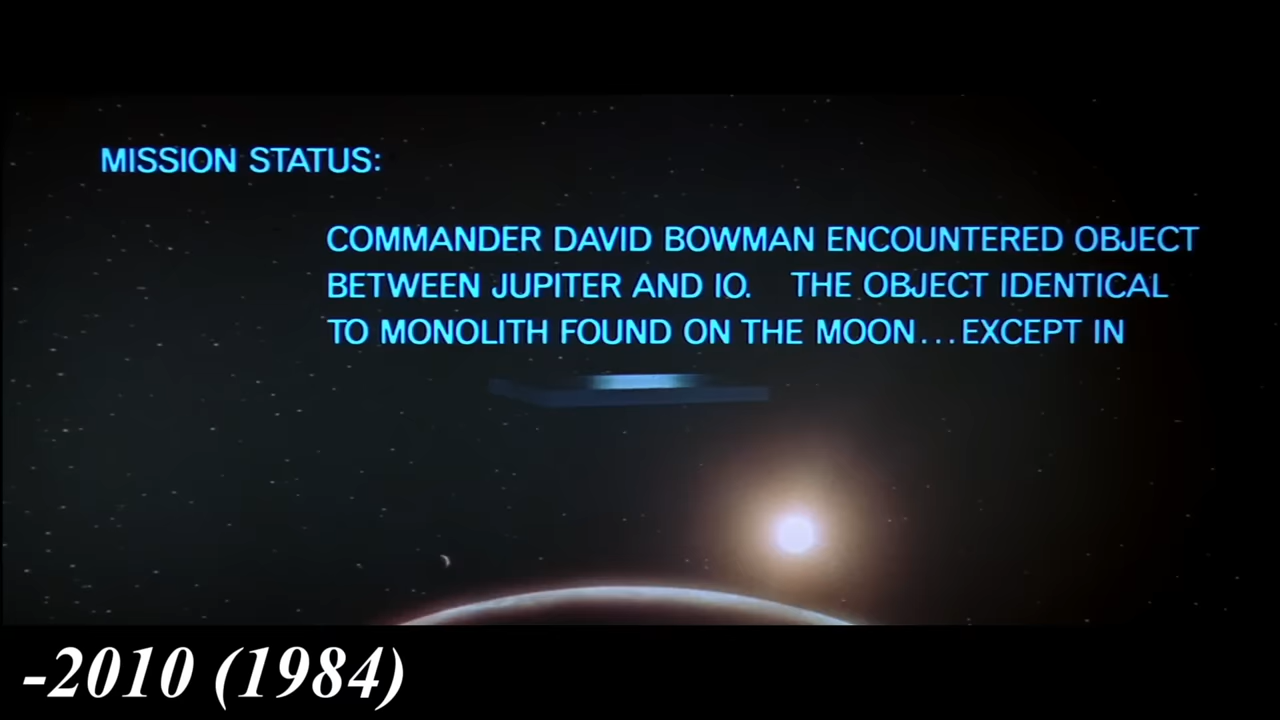 MISSION STATUS:
COMMANDER DAVID BOWMAN ENCOUNTERED OBJECT
BETWEEN JUPITER AND IO. THE OBJECT IDENTICAL
TO MONOLITH FOUND ON THE MOON...EXCEPT IN
-2010 (1984)